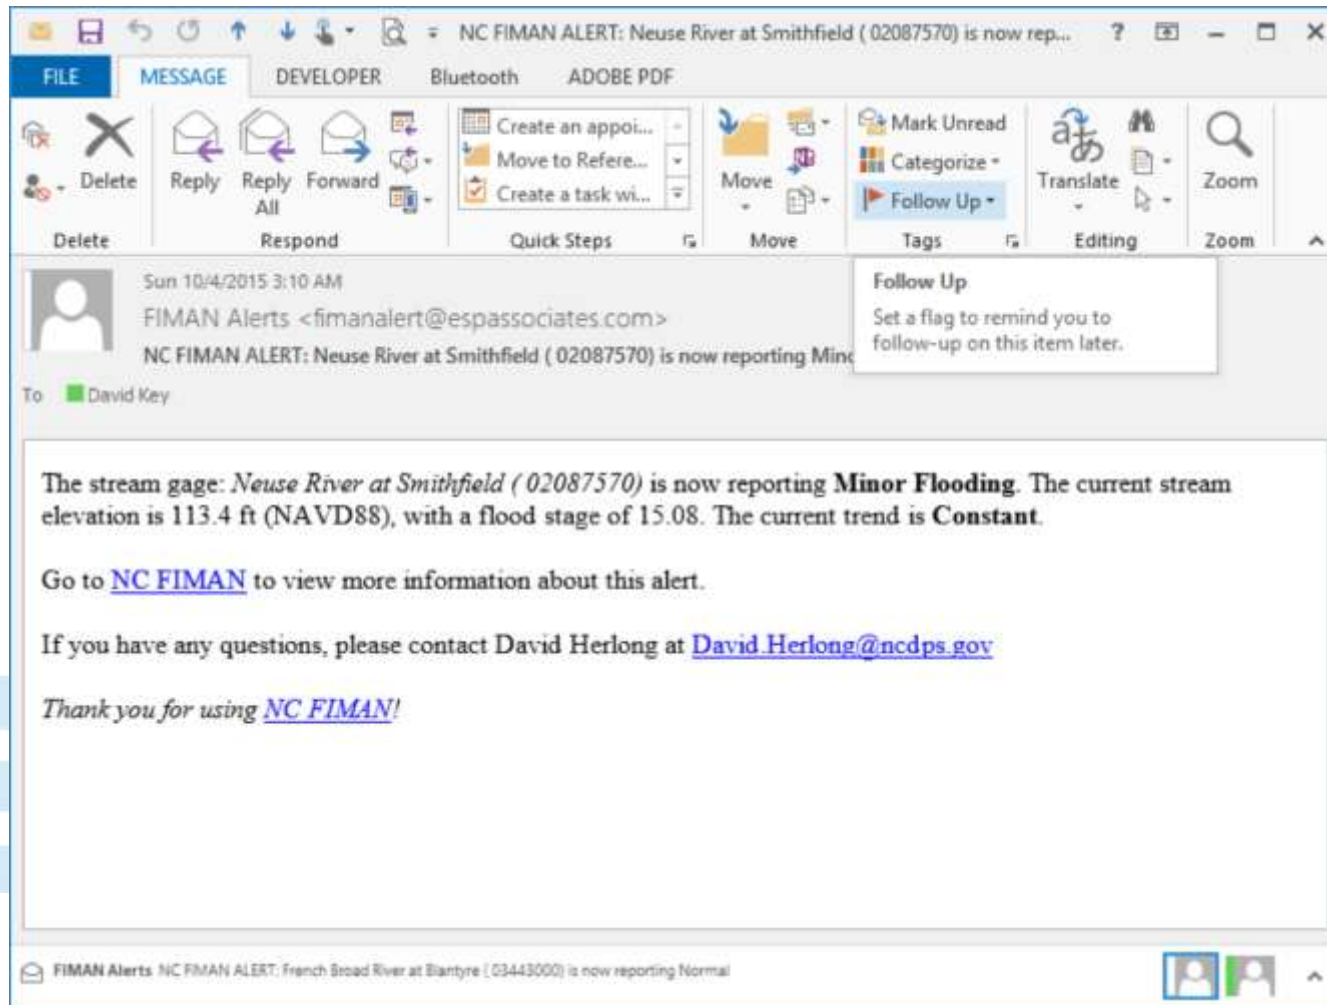 NC FIMAN ALERT: Neuse River at Smithfield ( 02087570) is now rep... ?
FILE MESSAGE DEVELOPER Bluetooth ADOBE PDF
Delete
Reply
Reply All
Forward
Create an appoi...
Move to Refere...
Create a task wi...
Move
Mark Unread
Categorize
Follow Up
Translate
Zoom
Delete Respond Quick Steps Move Tags Editing Zoom
Sun 10/4/2015 3:10 AM
FIMAN Alerts <fimanalert@espassociates.com>
NC FIMAN ALERT: Neuse River at Smithfield ( 02087570) is now reporting Mino
Follow Up
Set a flag to remind you to
follow-up on this item later.
To David Key
The stream gage: Neuse River at Smithfield ( 02087570) is now reporting Minor Flooding. The current stream
elevation is 113.4 ft (NAVD88), with a flood stage of 15.08. The current trend is Constant.
Go to NC FIMAN to view more information about this alert.
If you have any questions, please contact David Herlong at David.Herlong@ncdps.gov
Thank you for using NC FIMAN!
FIMAN Alerts NC FIMAN ALERT: French Broad River at Blantyre ( 03443000) is now reporting Normal